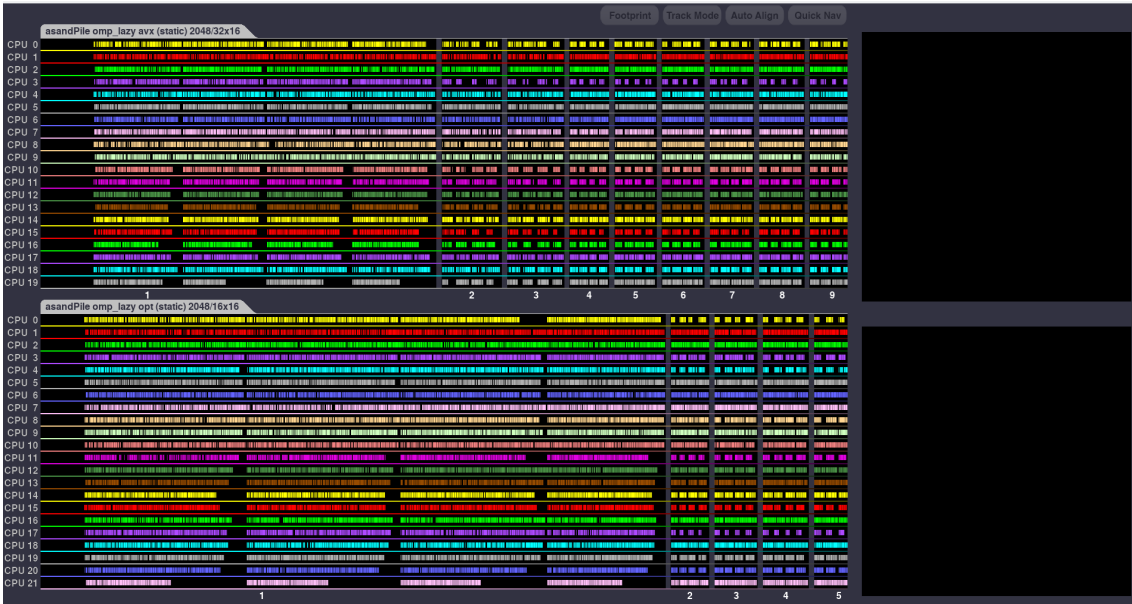 Footprint Track Mode Auto Align Quick Nav
asandPile omp_lazy avx (static) 2048/32x16
CPU 0
CPU 1
CPU 2
CPU 3
CPU 4
CPU 5
CPU 6
CPU 7
CPU 8
CPU 9
CPU 10
CPU 11
CPU 12
CPU 13
CPU 14
CPU 15
CPU 16
CPU 17
CPU 18
CPU 19
1 2 3 4 5 6 7 8 9
asandPile omp_lazy opt (static) 2048/16x16
CPU 0
CPU 1
CPU 2
CPU 3
CPU 4
CPU 5
CPU 6
CPU 7
CPU 8
CPU 9
CPU 10
CPU 11
CPU 12
CPU 13
CPU 14
CPU 15
CPU 16
CPU 17
CPU 18
CPU 19
CPU 20
CPU 21
1 2 3 4 5